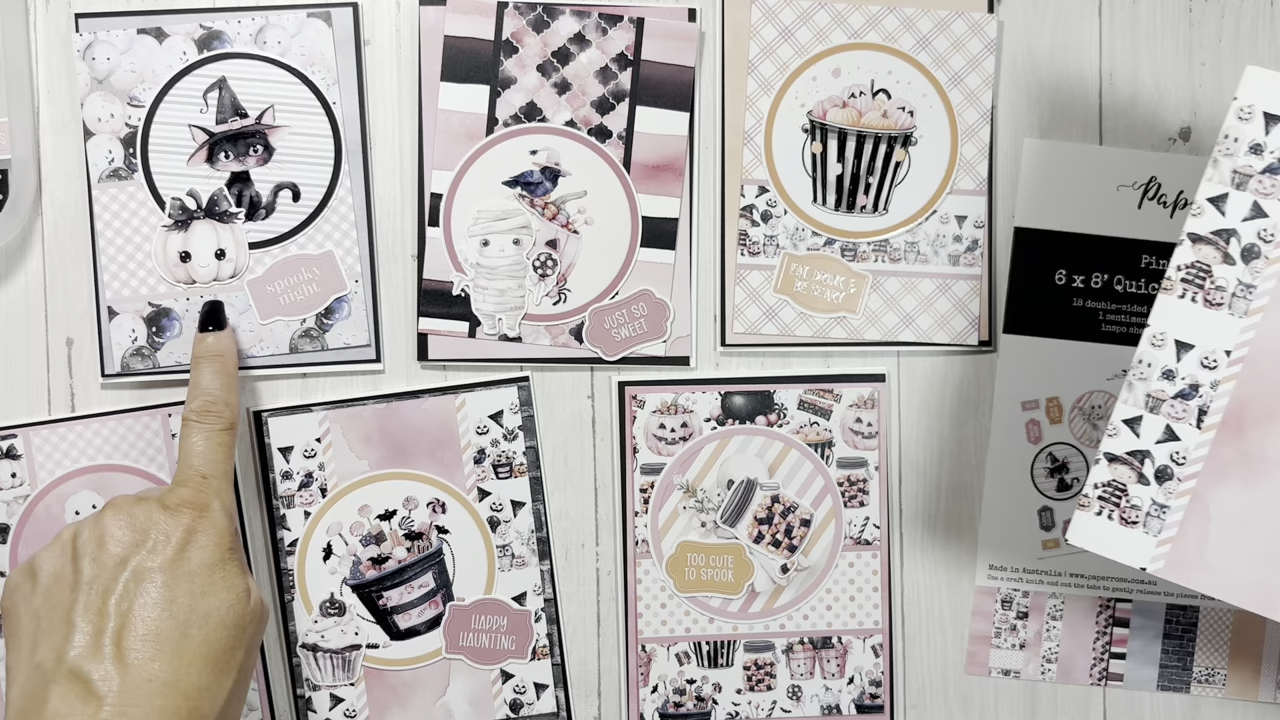 spooky
night
JUST SO
SWEET
EAT, DRINK &
BE SCARY
Pap
Pin
6 x 8' Quic
18 double-sided
1 sentiment
inspo she
HAPPY
HAUNTING
TOO CUTE
TO SPOOK
Made in Australia | www.paperrose.com.au
Use a craft knife and cut the tabs to gently release the pieces from